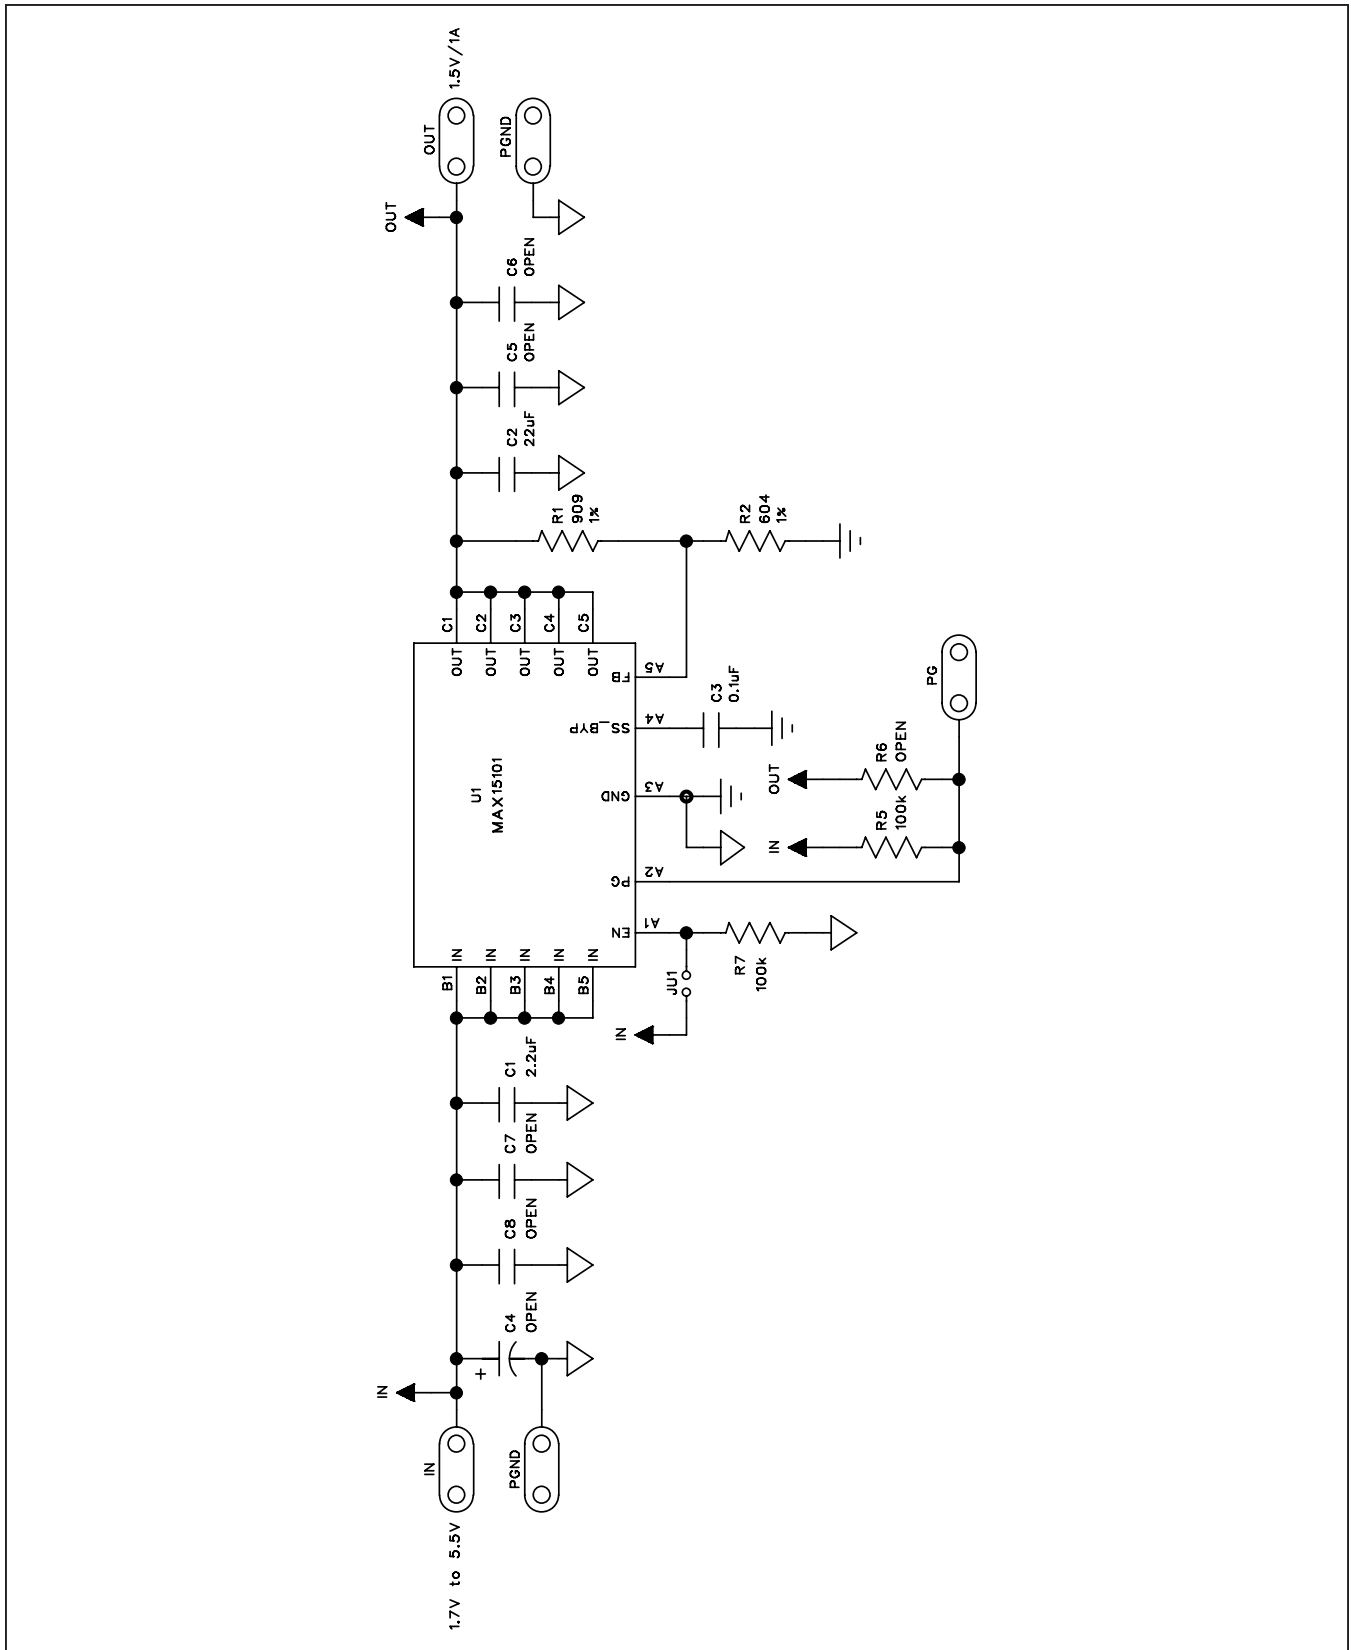 1.7V to 5.5V
IN
PGND
IN
+
C4
OPEN
C8
OPEN
C7
OPEN
C1
2.2uF
B1
B2
B3
B4
B5
IN
IN
IN
IN
IN
U1
MAX15101
EN
PG
GND
SS_BYP
FB
A1
A2
A3
A4
A5
OUT
OUT
OUT
OUT
OUT
C1
C2
C3
C4
C5
IN
JU1
R7
100k
IN
R5
100k
OUT
R6
OPEN
PG
C3
0.1uF
R1
909
1%
R2
604
1%
C2
22uF
C5
OPEN
C6
OPEN
OUT
OUT
PGND
1.5V/1A